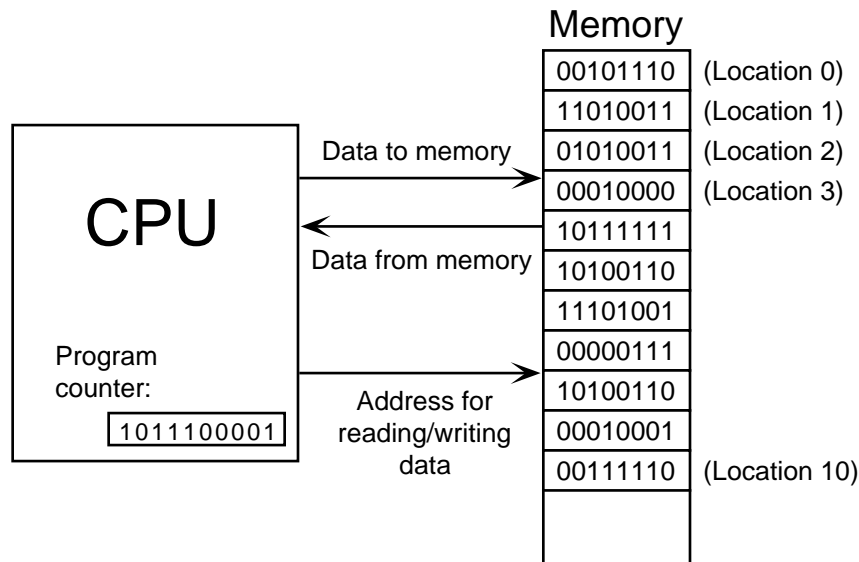 Memory
00101110 (Location 0)
11010011 (Location 1)
Data to memory
01010011 (Location 2)
00010000 (Location 3)
CPU
10111111
Data from memory
10100110
11101001
00000111
Program
counter:
1011100001
10100110
Address for
reading/writing
data
00010001
00111110 (Location 10)